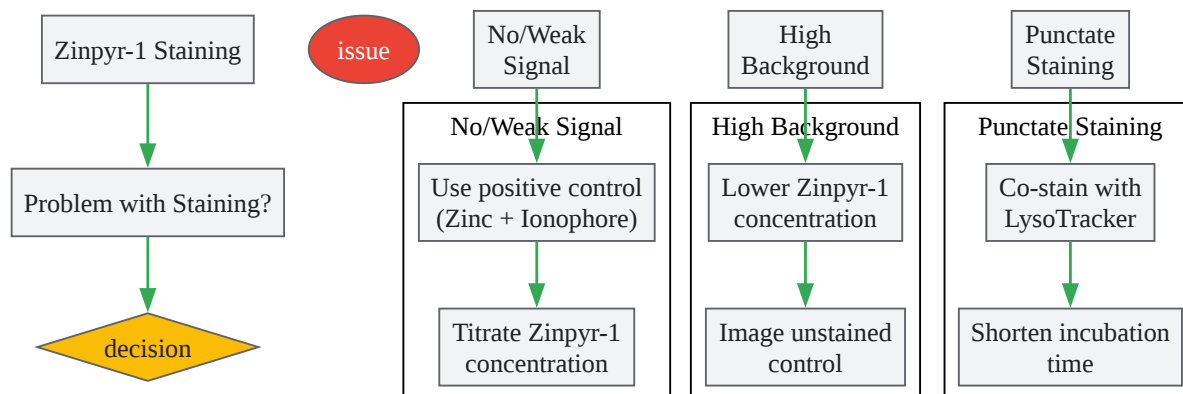 Zinpyr-1 Staining
issue
No/Weak
Signal
High
Background
Punctate
Staining
No/Weak Signal
High Background
Punctate Staining
Problem with Staining?
Use positive control
(Zinc + Ionophore)
Lower Zinpyr-1
concentration
Co-stain with
LysoTracker
decision
Titrate Zinpyr-1
concentration
Image unstained
control
Shorten incubation
time